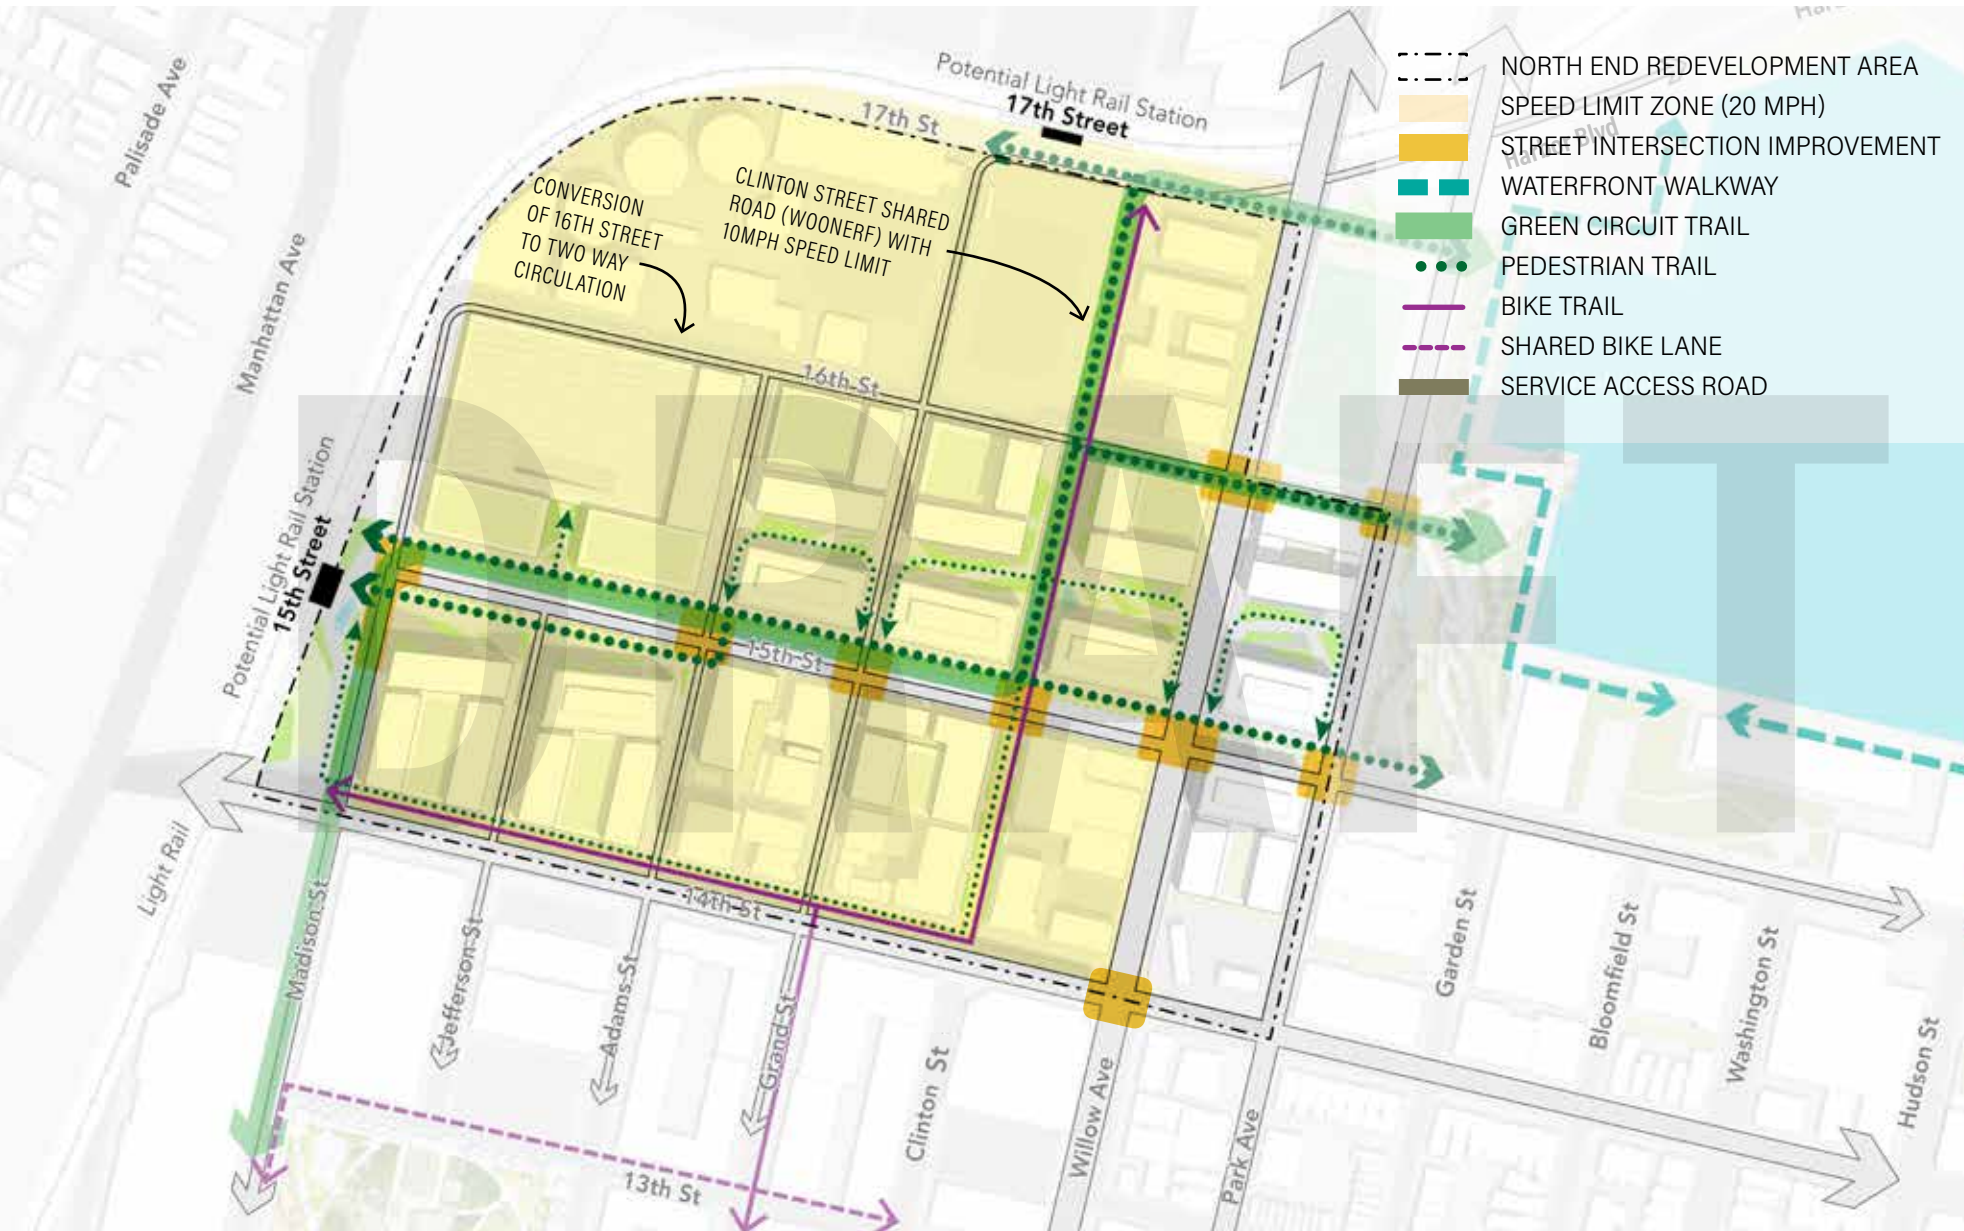 Palisade Ave
Manhattan Ave
Potential Light Rail Station
17th Street
17th St
NORTH END REDEVELOPMENT AREA
SPEED LIMIT ZONE (20 MPH)
STREET INTERSECTION IMPROVEMENT
WATERFRONT WALKWAY
GREEN CIRCUIT TRAIL
PEDESTRIAN TRAIL
BIKE TRAIL
SHARED BIKE LANE
SERVICE ACCESS ROAD
Blvd
CONVERSION
OF 16TH STREET
TO TWO WAY
CIRCULATION
CLINTON STREET SHARED
ROAD (WOONERF) WITH
10MPH SPEED LIMIT
16th St
DRAFT
Potential Light Rail Station
15th Street
15th St
Light Rail
14th St
Madison St
Jefferson St
Adams St
Grand St
Clinton St
Willow Ave
Park Ave
Garden St
Bloomfield St
Washington St
Hudson St
13th St